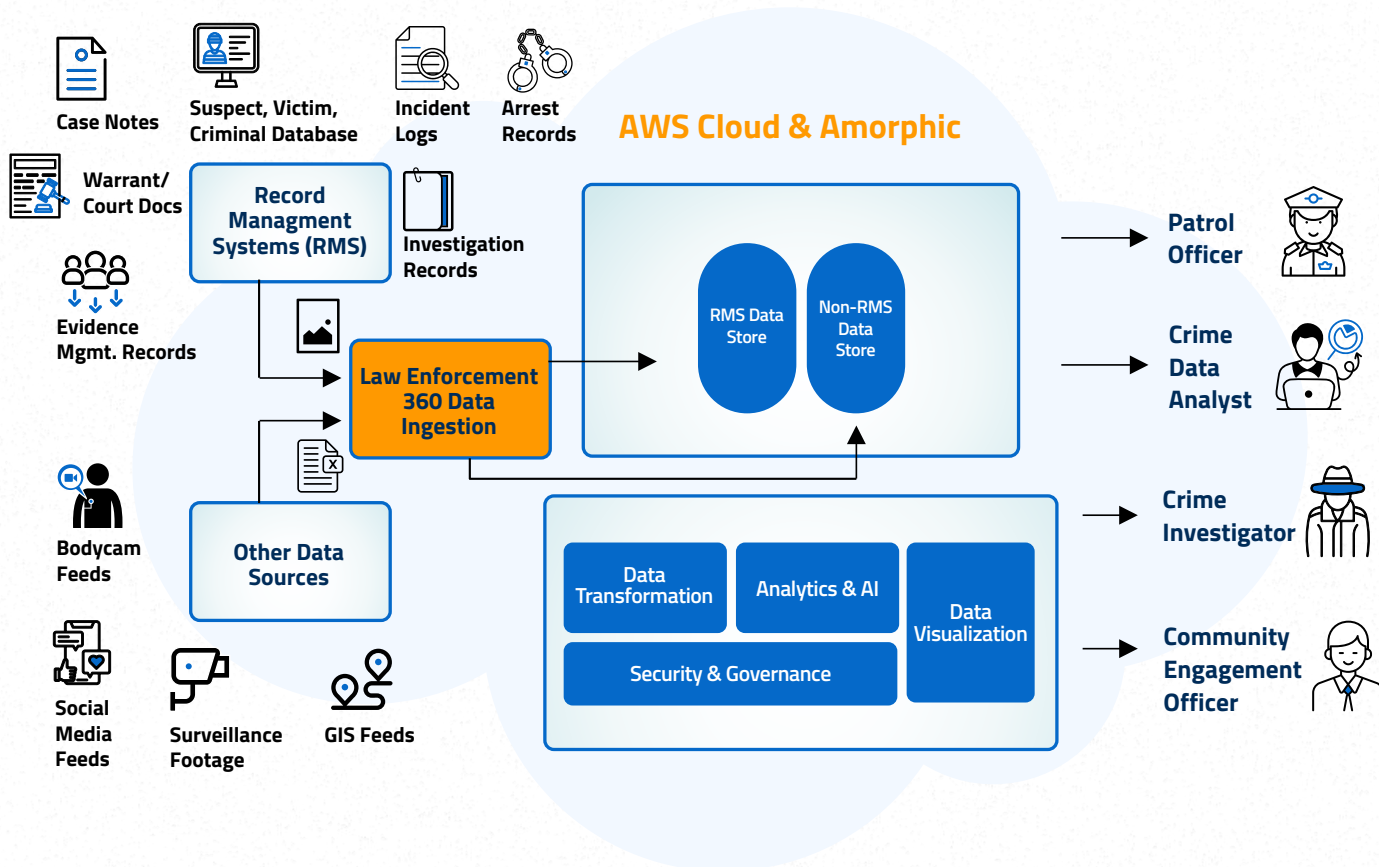 Case Notes
Suspect, Victim,
Criminal Database
Incident
Logs
Arrest
Records
AWS Cloud & Amorphic
Warrant/
Court Docs
Record
Managment
Systems (RMS)
Investigation
Records
Evidence
Mgmt. Records
Law Enforcement
360 Data
Ingestion
X
RMS Data
Store
Non-RMS
Data
Store
Patrol
Officer
Crime
Data
Analyst
Crime
Investigator
Community
Engagement
Officer
Bodycam
Feeds
Other Data
Sources
Social
Media
Feeds
Surveillance
Footage
GIS Feeds
Data
Transformation
Analytics & AI
Data
Visualization
Security & Governance